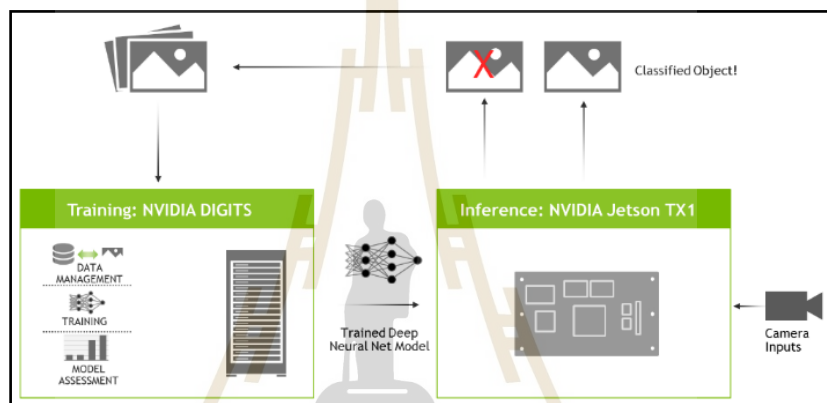 Classified Object!
Training: NVIDIA DIGITS
Inference: NVIDIA Jetson TX1
DATA
MANAGEMENT
TRAINING
MODEL
ASSESSMENT
Trained Deep
Neural Net Model
Camera
Inputs